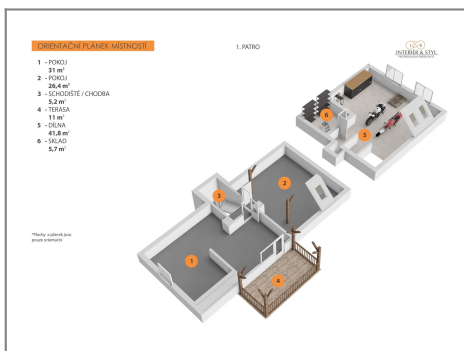 ORIENTAČNÍ PLÁNEK MÍSTNOSTÍ
1. PATRO
INTERIÉR & STYL
1 - POKOJ
31 m²
2 - POKOJ
26,4 m²
3 - SCHODIŠTĚ / CHODBA
5,2 m²
4 - TERASA
11 m²
5 - DÍLNA
41,8 m²
6 - SKLAD
5,7 m²
6
5
2
3
1
4
*Plochy a plánek jsou
pouze orientační